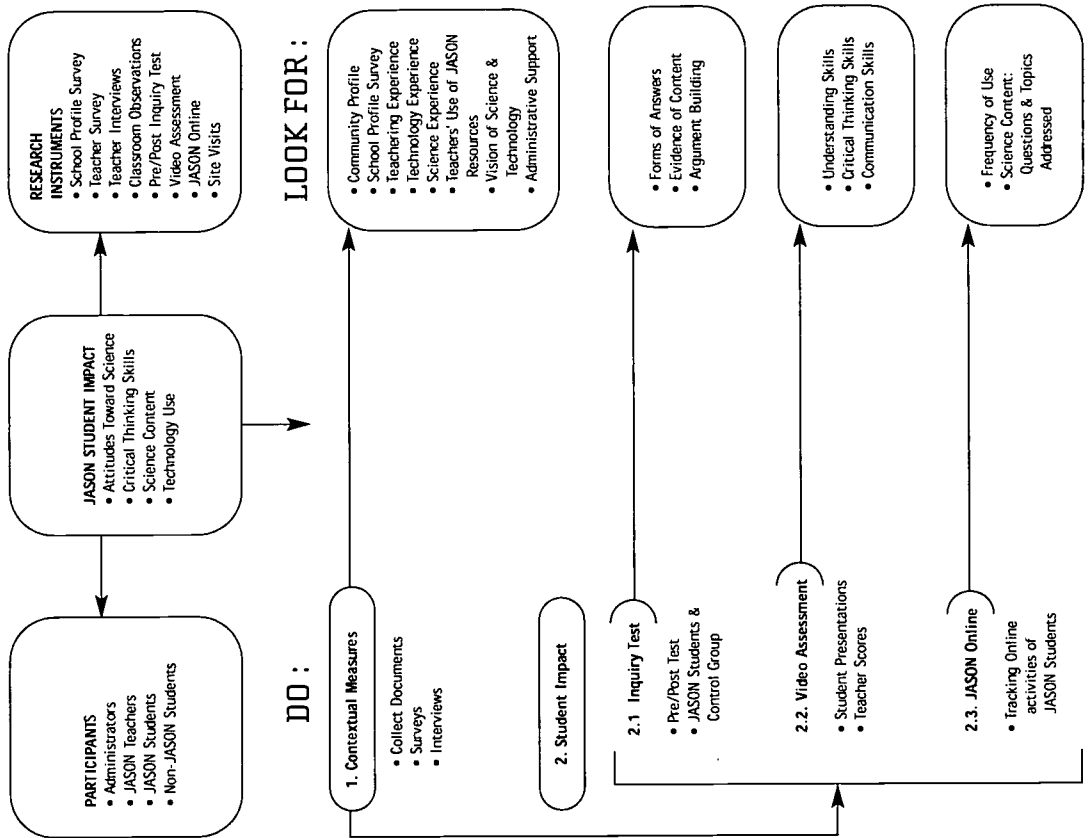 PARTICIPANTS
• Administrators
• JASON Teachers
• JASON Students
• Non-JASON Students
JASON STUDENT IMPACT
• Attitudes Toward Science
• Critical Thinking Skills
• Science Content
• Technology Use
RESEARCH
INSTRUMENTS
• School Profile Survey
• Teacher Survey
• Teacher Interviews
• Classroom Observations
• Pre/Post Inquiry Test
• Video Assessment
• JASON Online
• Site Visits
DO:
LOOK FOR:
1. Contextual Measures
• Collect Documents
• Surveys
• Interviews
• Community Profile
• School Profile Survey
• Teachering Experience
• Technology Experience
• Science Experience
• Teachers' Use of JASON
Resources
• Vision of Science &
Technology
• Administrative Support
2. Student Impact
2.1 Inquiry Test
• Pre/Post Test
• JASON Students &
Control Group
• Forms of Answers
• Evidence of Content
• Argument Building
2.2. Video Assessment
• Student Presentations
• Teacher Scores
• Understanding Skills
• Critical Thinking Skills
• Communication Skills
2.3. JASON Online
• Tracking Online
activities of
JASON Students
• Frequency of Use
• Science Content:
Questions & Topics
Addressed